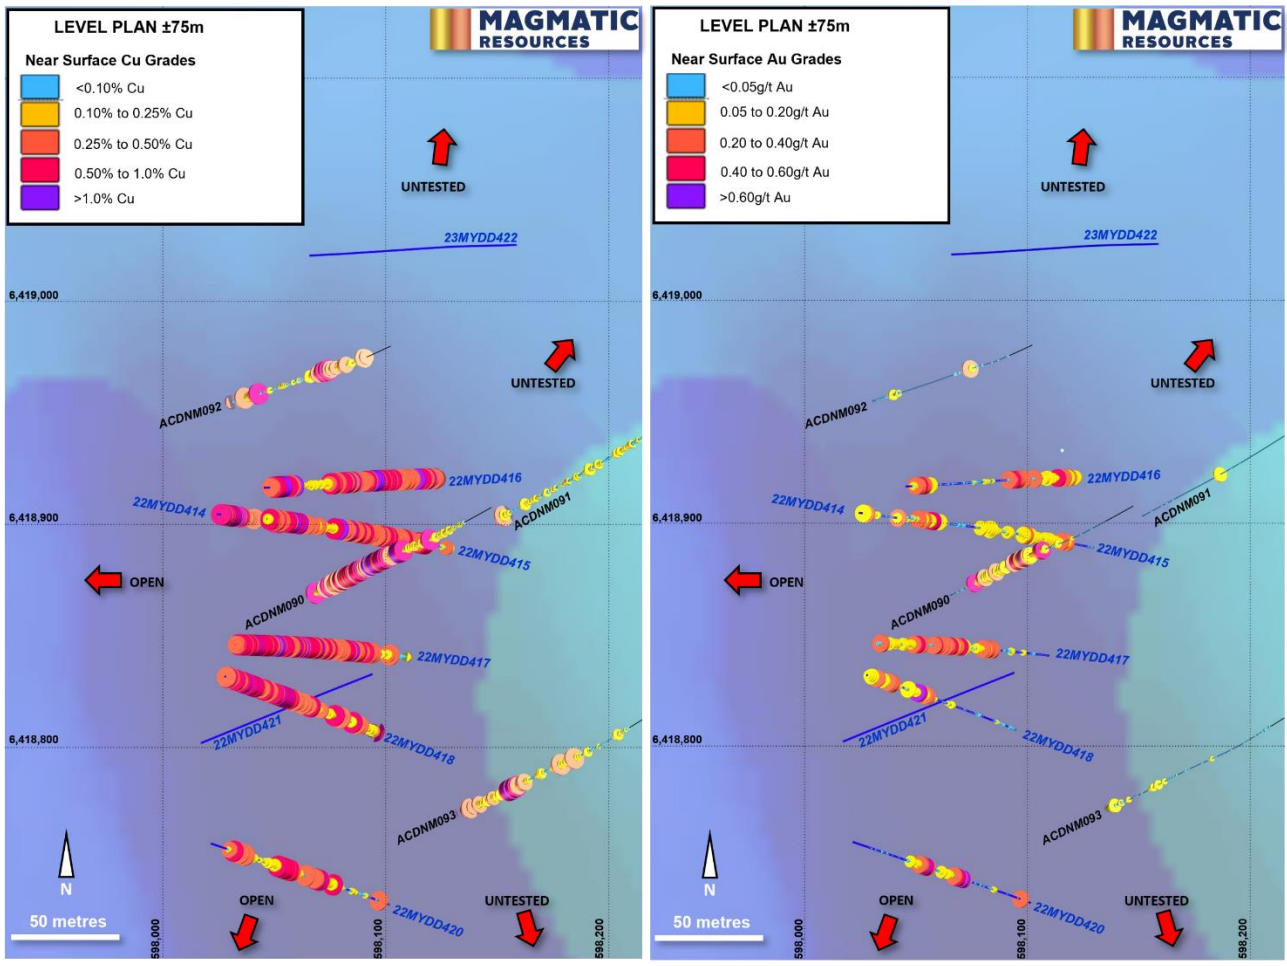 LEVEL PLAN ±75m
Near Surface Cu Grades
<0.10% Cu
0.10% to 0.25% Cu
0.25% to 0.50% Cu
0.50% to 1.0% Cu
>1.0% Cu
MAGMATIC
RESOURCES
UNTESTED
23MYDD422
6,419,000
UNTESTED
ACDNM092
22MYDD416
22MYDD414
ACDNM091
6,418,900
22MYDD415
OPEN
ACDNM090
22MYDD417
22MYDD421
22MYDD418
6,418,800
ACDNM093
N
OPEN
UNTESTED
22MYDD420
50 metres
598,000
598,100
598,200
LEVEL PLAN ±75m
Near Surface Au Grades
<0.05g/t Au
0.05 to 0.20g/t Au
0.20 to 0.40g/t Au
0.40 to 0.60g/t Au
>0.60g/t Au
MAGMATIC
RESOURCES
UNTESTED
23MYDD422
6,419,000
UNTESTED
ACDNM092
22MYDD416
22MYDD414
ACDNM091
6,418,900
22MYDD415
OPEN
ACDNM090
22MYDD417
22MYDD421
22MYDD418
6,418,800
ACDNM093
N
OPEN
UNTESTED
22MYDD420
50 metres
598,000
598,100
598,200